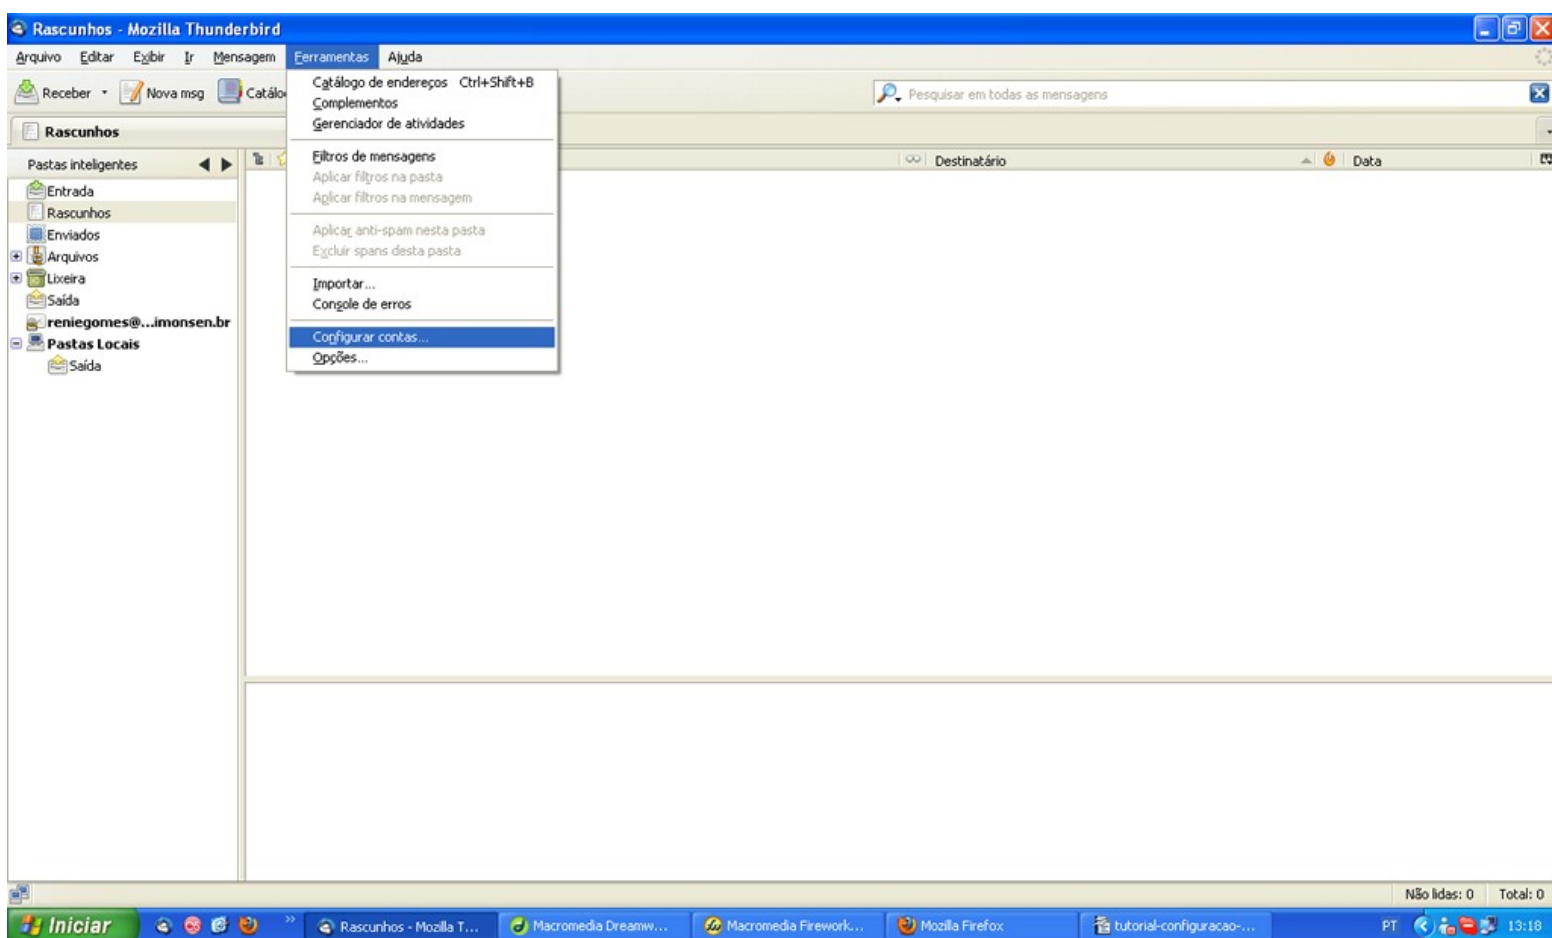 Rascunhos - Mozilla Thunderbird
Arquivo Editar Exibir Ir Mensagem Ferramentas Ajuda
Receber Nova msg Catálo
Pesquisar em todas as mensagens
Rascunhos
Pastas inteligentes
Entrada
Rascunhos
Enviados
Arquivos
Lixeira
Saída
reniegomes@...imonsen.br
Pastas Locais
Saída
Catálogo de endereços Ctrl+Shift+B
Complementos
Gerenciador de atividades
Filtros de mensagens
Aplicar filtros na pasta
Aplicar filtros na mensagem
Aplicar anti-spam nesta pasta
Excluir spans desta pasta
Importar...
Console de erros
Configurar contas...
Opções...
Destinatário Data
Não lidas: 0 Total: 0
Iniciar Rascunhos - Mozilla T... Macromedia Dreamw... Macromedia Firework... Mozilla Firefox tutorial-configuracao-... PT 13:18